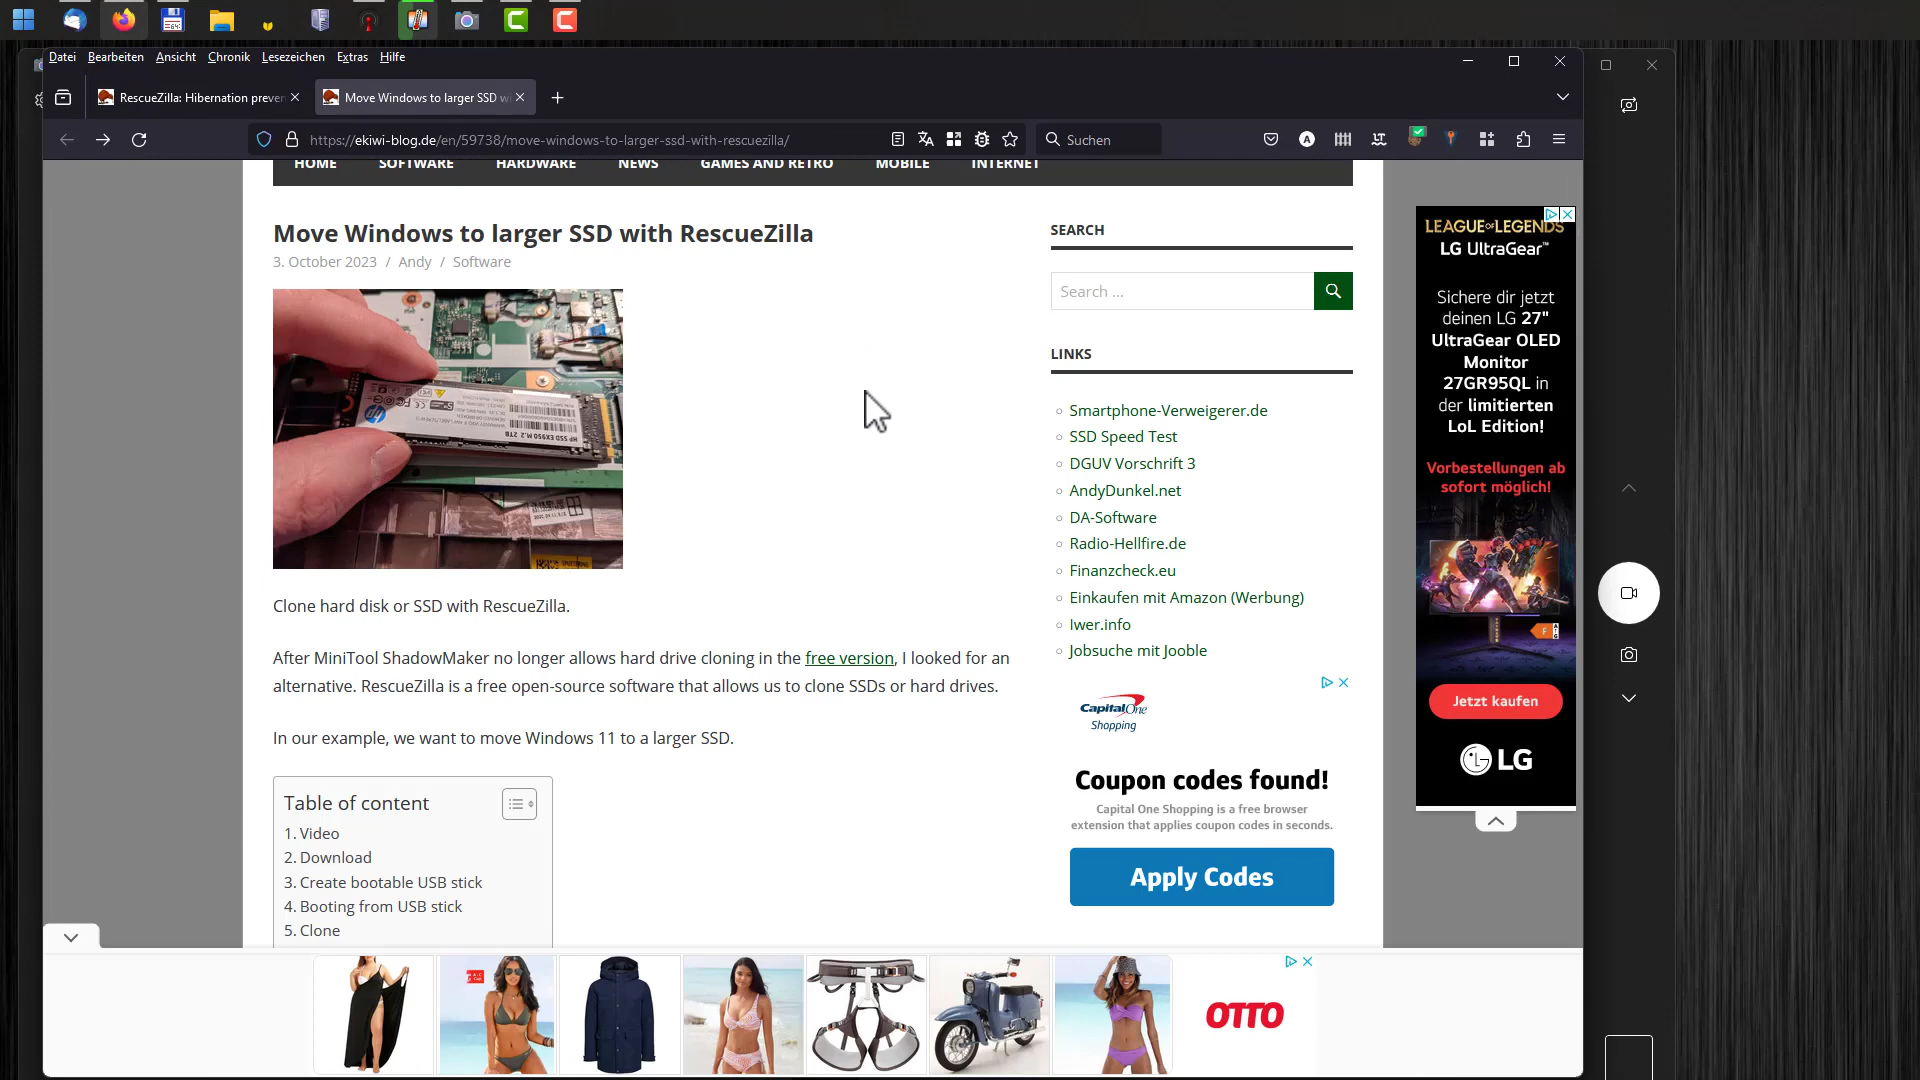 Datei Bearbeiten Ansicht Chronik Lesezeichen Extras Hilfe
RescueZilla: Hibernation preven
Move Windows to larger SSD wi
https://ekiwi-blog.de/en/59738/move-windows-to-larger-ssd-with-rescuezilla/
Suchen
HOME SOFTWARE HARDWARE NEWS GAMES AND RETRO MOBILE INTERNET
Move Windows to larger SSD with RescueZilla
3. October 2023 / Andy / Software
HP SSD EX950 M.2 2TB
Clone hard disk or SSD with RescueZilla.
After MiniTool ShadowMaker no longer allows hard drive cloning in the free version, I looked for an
alternative. RescueZilla is a free open-source software that allows us to clone SSDs or hard drives.
In our example, we want to move Windows 11 to a larger SSD.
Table of content
1. Video
2. Download
3. Create bootable USB stick
4. Booting from USB stick
5. Clone
SEARCH
Search ...
LINKS
Smartphone-Verweigerer.de
SSD Speed Test
DGUV Vorschrift 3
AndyDunkel.net
DA-Software
Radio-Hellfire.de
Finanzcheck.eu
Einkaufen mit Amazon (Werbung)
Iwer.info
Jobsuche mit Jooble
Capital One
Shopping
Coupon codes found!
Capital One Shopping is a free browser
extension that applies coupon codes in seconds.
Apply Codes
LEAGUE OF LEGENDS
LG UltraGear™
Sichere dir jetzt
deinen LG 27"
UltraGear OLED
Monitor
27GR95QL in
der limitierten
LoL Edition!
Vorbestellungen ab
sofort möglich!
Jetzt kaufen
LG
OTTO